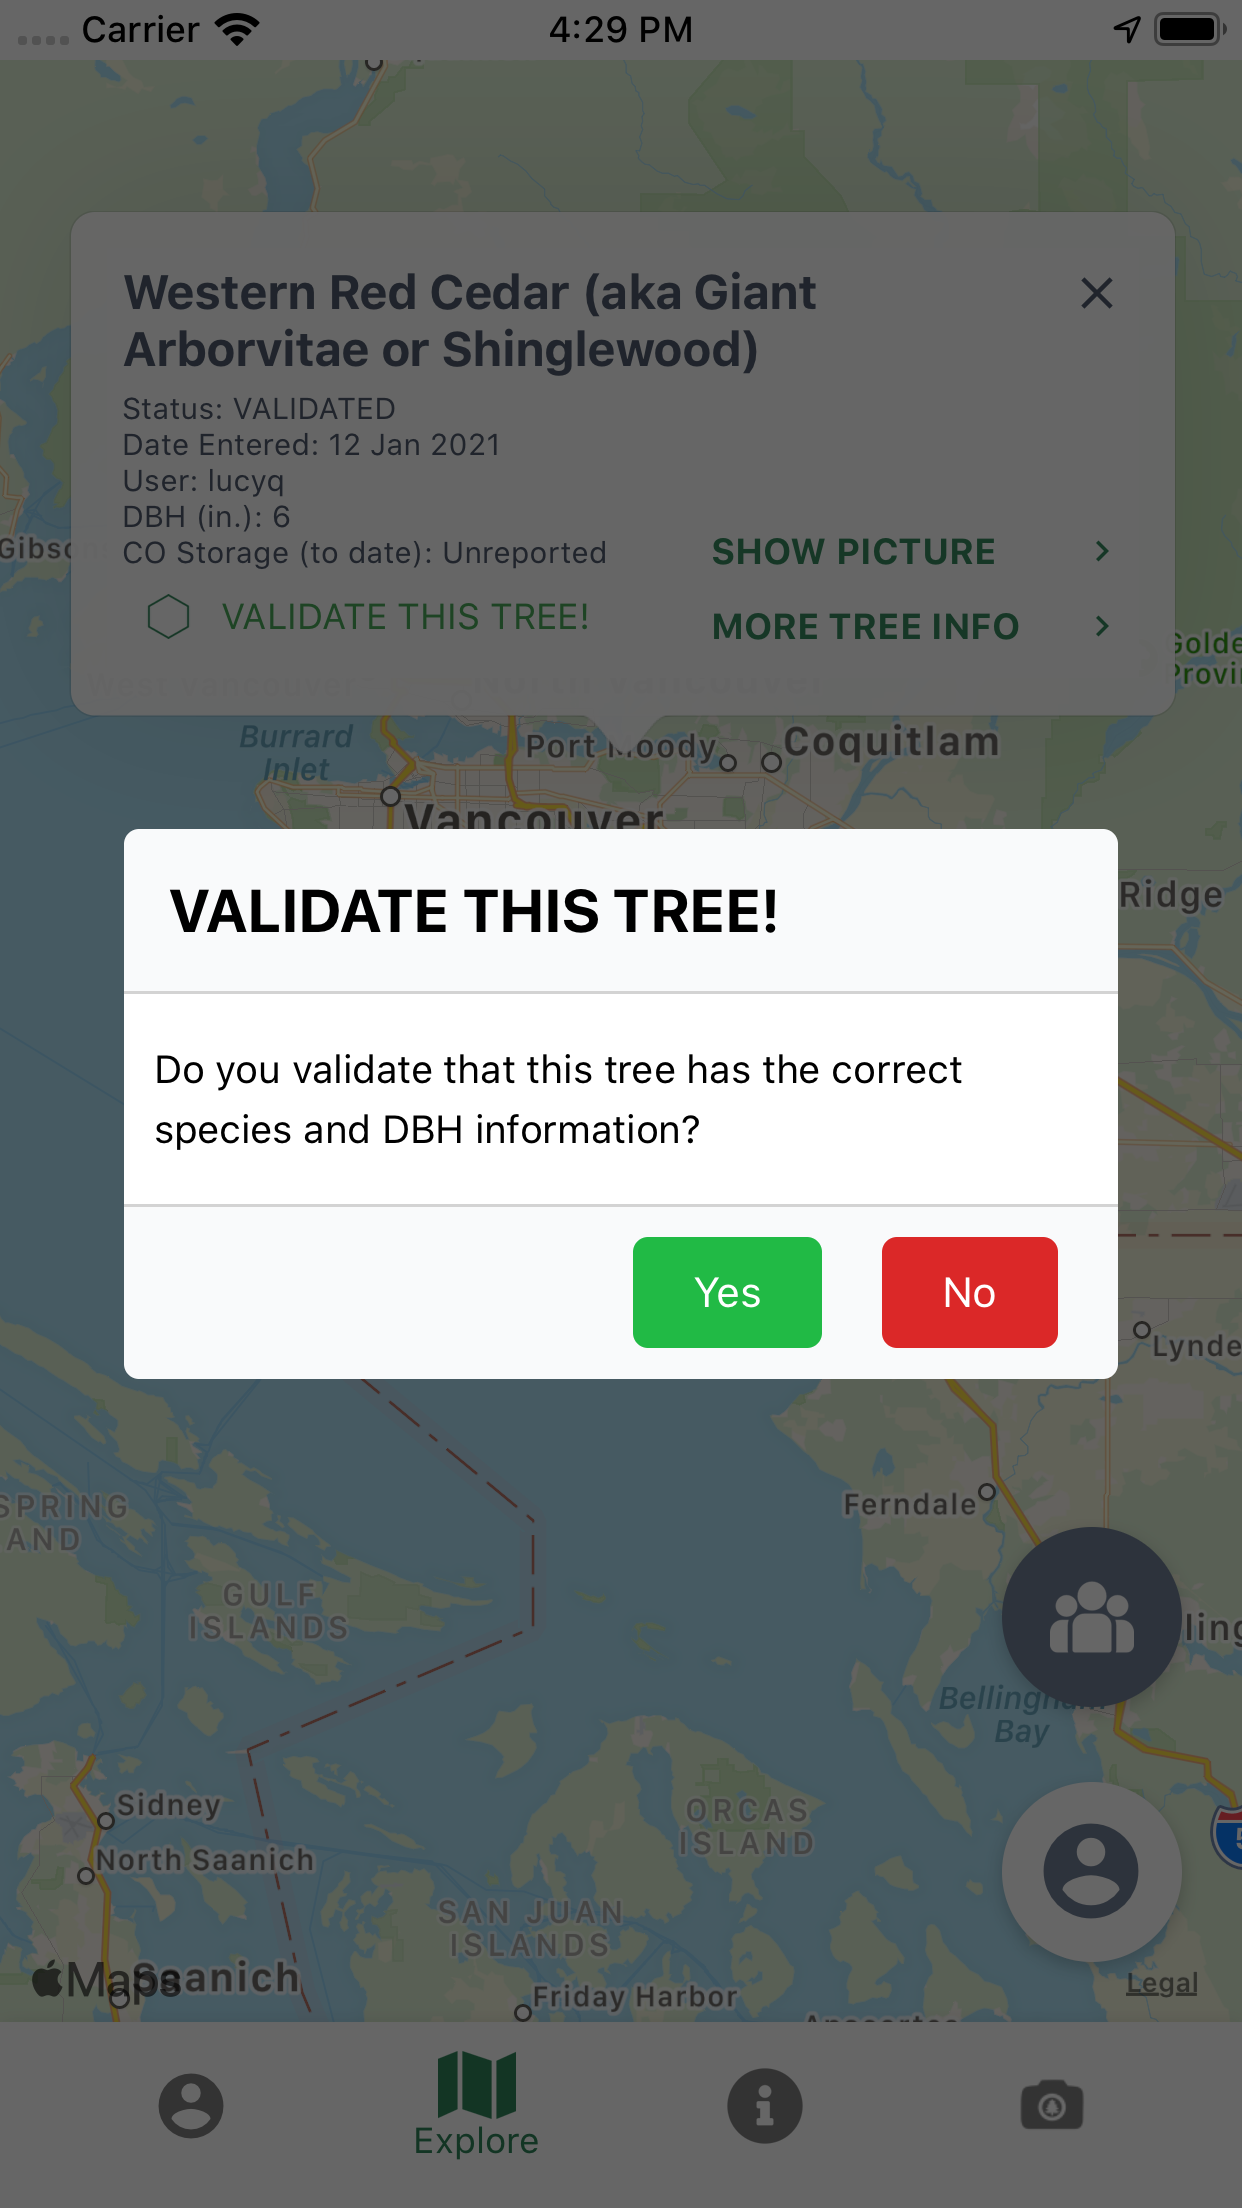 Carrier
4:29 PM
Western Red Cedar (aka Giant
Arborvitae or Shinglewood)
Status: VALIDATED
Date Entered: 12 Jan 2021
User: lucyq
DBH (in.): 6
CO Storage (to date): Unreported
SHOW PICTURE
VALIDATE THIS TREE!
MORE TREE INFO
Burrard
Inlet
Port Moody
Coquitlam
Vancouver
Ridge
VALIDATE THIS TREE!
Do you validate that this tree has the correct
species and DBH information?
Yes
No
Lynde
Ferndale
SPRING
AND
GULF
ISLANDS
ling
Bellingham
Bay
Sidney
North Saanich
ORCAS
ISLAND
5
SAN JUAN
ISLANDS
Maps
Saanich
Friday Harbor
Legal
Explore